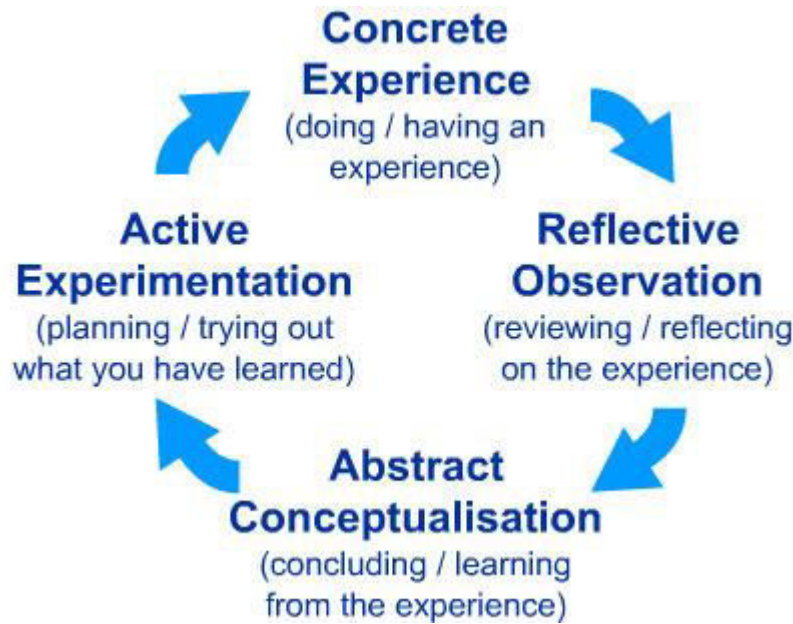 Concrete
Experience
(doing / having an
experience)
Reflective
Observation
(reviewing / reflecting
on the experience)
Abstract
Conceptualisation
(concluding / learning
from the experience)
Active
Experimentation
(planning / trying out
what you have learned)